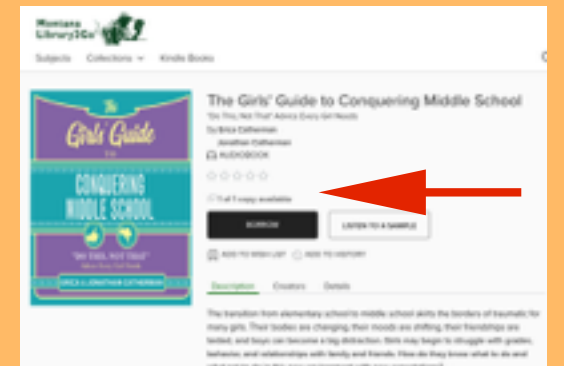 Montana
Library2Go
Subjects Collections Kindle Books
The Girls' Guide to Conquering Middle School
"Do This, Not That" Advice Every Girl Needs
by Erica Catherman
Jonathan Catherman
AUDIOBOOK
1 of 1 copy available
BORROW LISTEN TO A SAMPLE
ADD TO WISH LIST ADD TO HISTORY
Description Creators Details
The
Girls' Guide
TO
CONQUERING
MIDDLE SCHOOL
"DO THIS, NOT THAT"
ERICA & JONATHAN CATHERMAN
The transition from elementary school to middle school skirts the borders of traumatic for
many girls. Their bodies are changing, their moods are shifting, their friendships are
tested, and boys can become a big distraction. Girls may begin to struggle with grades,
behavior, and relationships with family and friends. How do they know what to do and